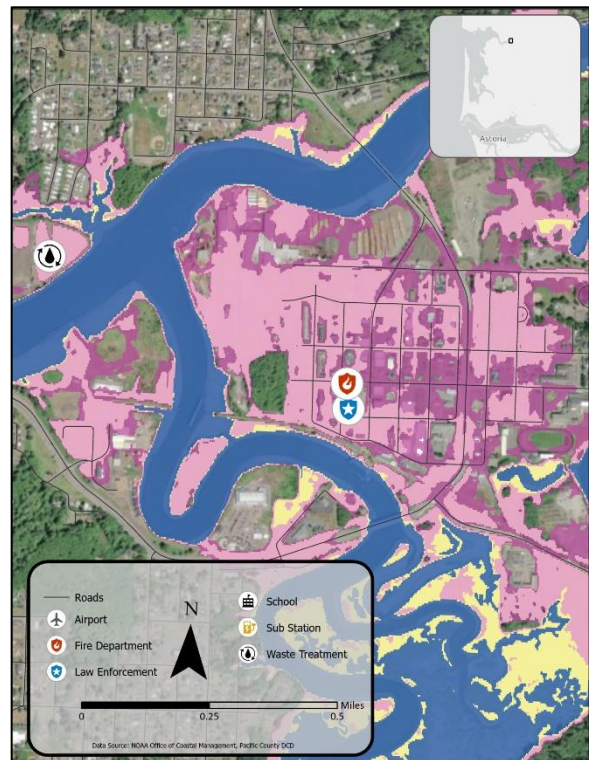 Astoria
Roads
Airport
Fire Department
Law Enforcement
N
School
Sub Station
Waste Treatment
0 0.25 0.5 Miles
Data Source: NOAA Office of Coastal Management, Pacific County DCD